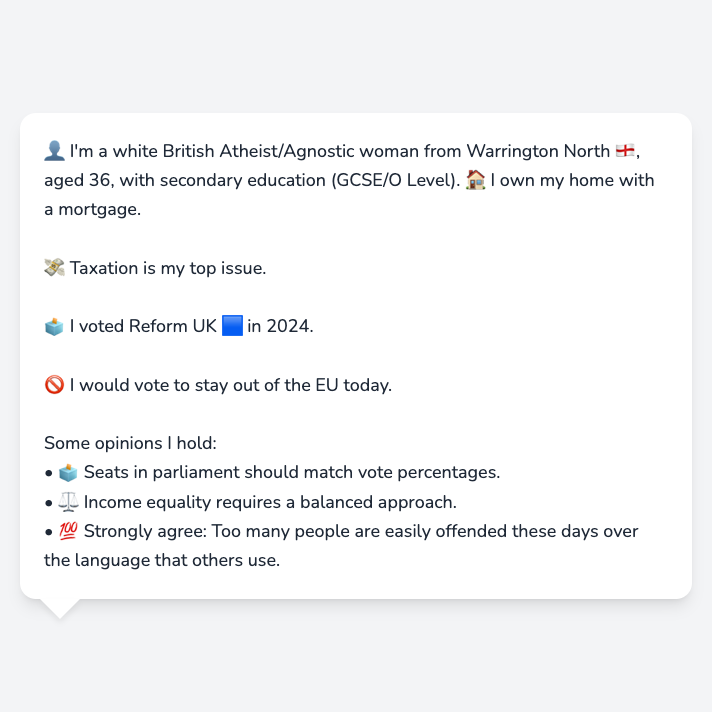 👤 I'm a white British Atheist/Agnostic woman from Warrington North 🏴󠁧󠁢󠁥󠁮󠁧󠁿,
aged 36, with secondary education (GCSE/O Level). 🏠 I own my home with
a mortgage.
💸 Taxation is my top issue.
🗳️ I voted Reform UK 🟦 in 2024.
🚫 I would vote to stay out of the EU today.
Some opinions I hold:
• 🗳️ Seats in parliament should match vote percentages.
• ⚖️ Income equality requires a balanced approach.
• 💯 Strongly agree: Too many people are easily offended these days over
the language that others use.